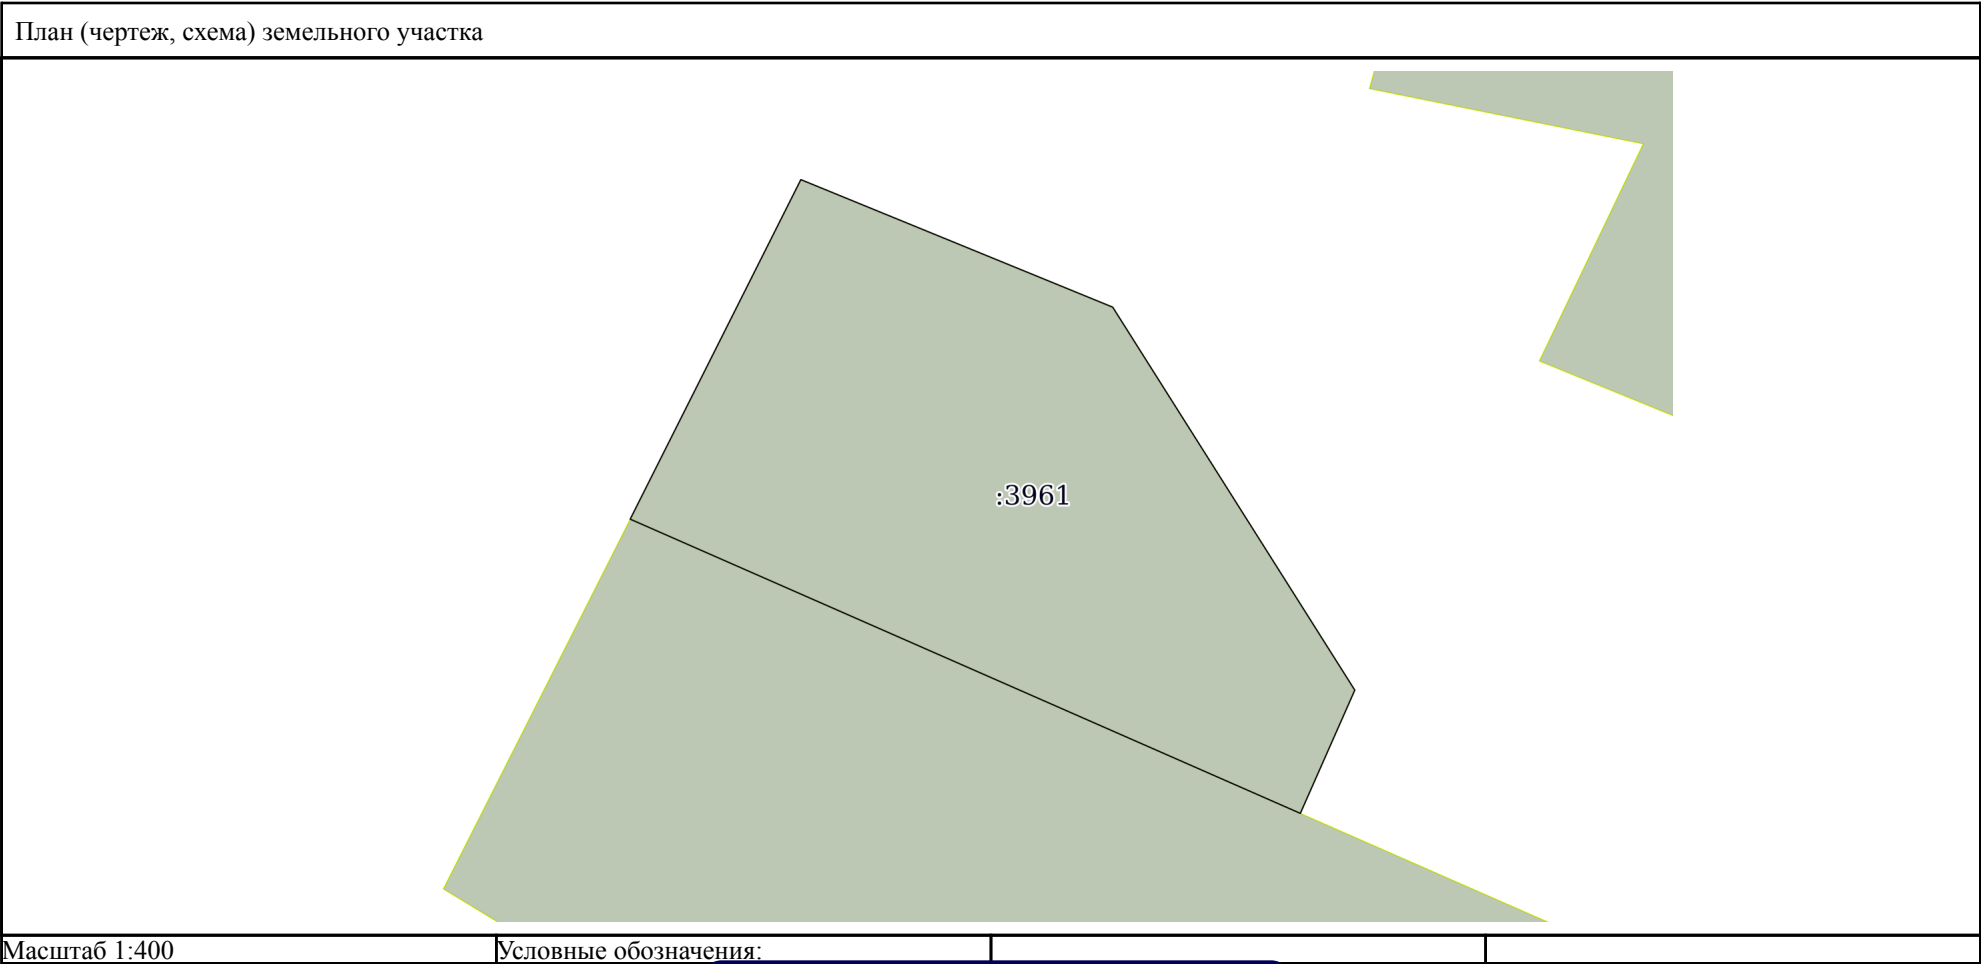 План (чертеж, схема) земельного участка
:3961
Масштаб 1:400
Условные обозначения: